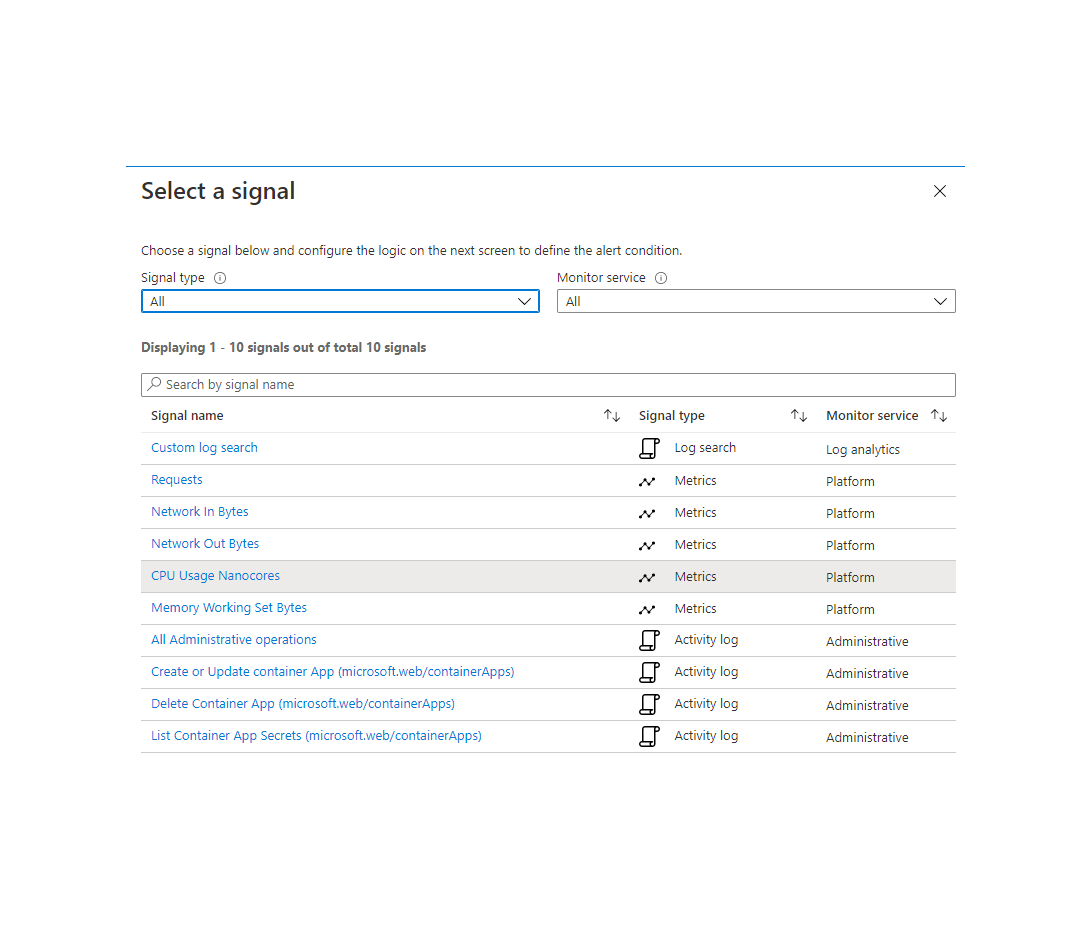 Select a signal
Choose a signal below and configure the logic on the next screen to define the alert condition.
Signal type Monitor service
All All
Displaying 1 - 10 signals out of total 10 signals
Search by signal name
Signal name Signal type Monitor service
Custom log search Log search Log analytics
Requests Metrics Platform
Network In Bytes Metrics Platform
Network Out Bytes Metrics Platform
CPU Usage Nanocores Metrics Platform
Memory Working Set Bytes Metrics Platform
All Administrative operations Activity log Administrative
Create or Update container App (microsoft.web/containerApps) Activity log Administrative
Delete Container App (microsoft.web/containerApps) Activity log Administrative
List Container App Secrets (microsoft.web/containerApps) Activity log Administrative